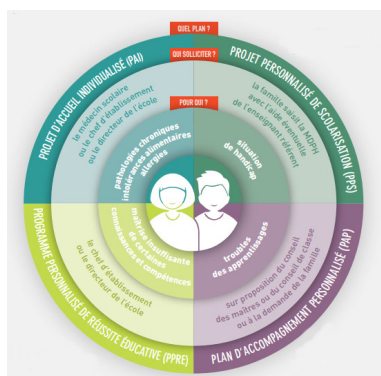 QUEL PLAN ?
QUI SOLLICITER ?
POUR QUI ?
PROJET D'ACCUEIL INDIVIDUALISÉ (PAI)
le médecin scolaire
ou le chef d'établissement
ou le directeur de l'école
pathologies chroniques
intolérances alimentaires
allergies
PROJET PERSONNALISÉ DE SCOLARISATION (PPS)
la famille saisit la MDPH
avec l'aide éventuelle
de l'enseignant référent
situation
de handicap
PROGRAMME PERSONNALISÉ DE RÉUSSITE ÉDUCATIVE (PPRE)
le chef d'établissement
ou le directeur de l'école
maîtrise insuffisante
de certaines
connaissances et compétences
PLAN D'ACCOMPAGNEMENT PERSONNALISÉ (PAP)
sur proposition du conseil
des maîtres ou du conseil de classe
ou à la demande de la famille
troubles
des apprentissages